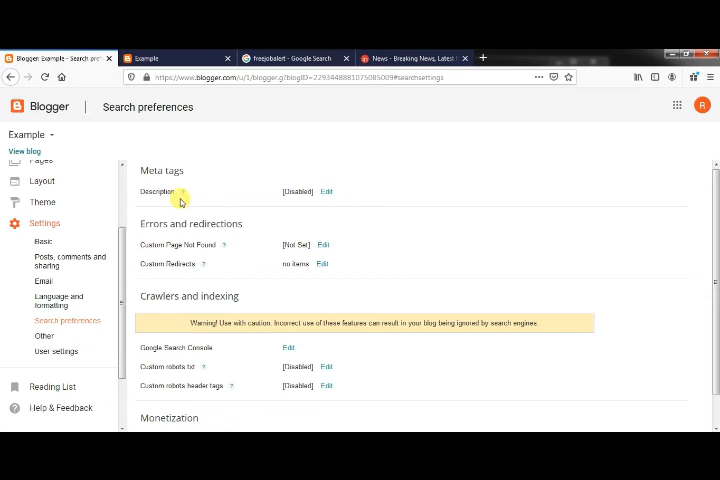 Blogger: Example - Search pref
Example
freejobalert - Google Search
News - Breaking News, Latest
https://www.blogger.com/u/1/blogger.g?blogID=2293448881075085009#searchsettings
Blogger
Search preferences
R
Example
View blog
Pages
Layout
Theme
Settings
Basic
Posts, comments and
sharing
Email
Language and
formatting
Search preferences
Other
User settings
Reading List
Help & Feedback
Meta tags
Description ? [Disabled] Edit
Errors and redirections
Custom Page Not Found ? [Not Set] Edit
Custom Redirects ? no items Edit
Crawlers and indexing
Warning! Use with caution. Incorrect use of these features can result in your blog being ignored by search engines.
Google Search Console Edit
Custom robots txt ? [Disabled] Edit
Custom robots header tags ? [Disabled] Edit
Monetization